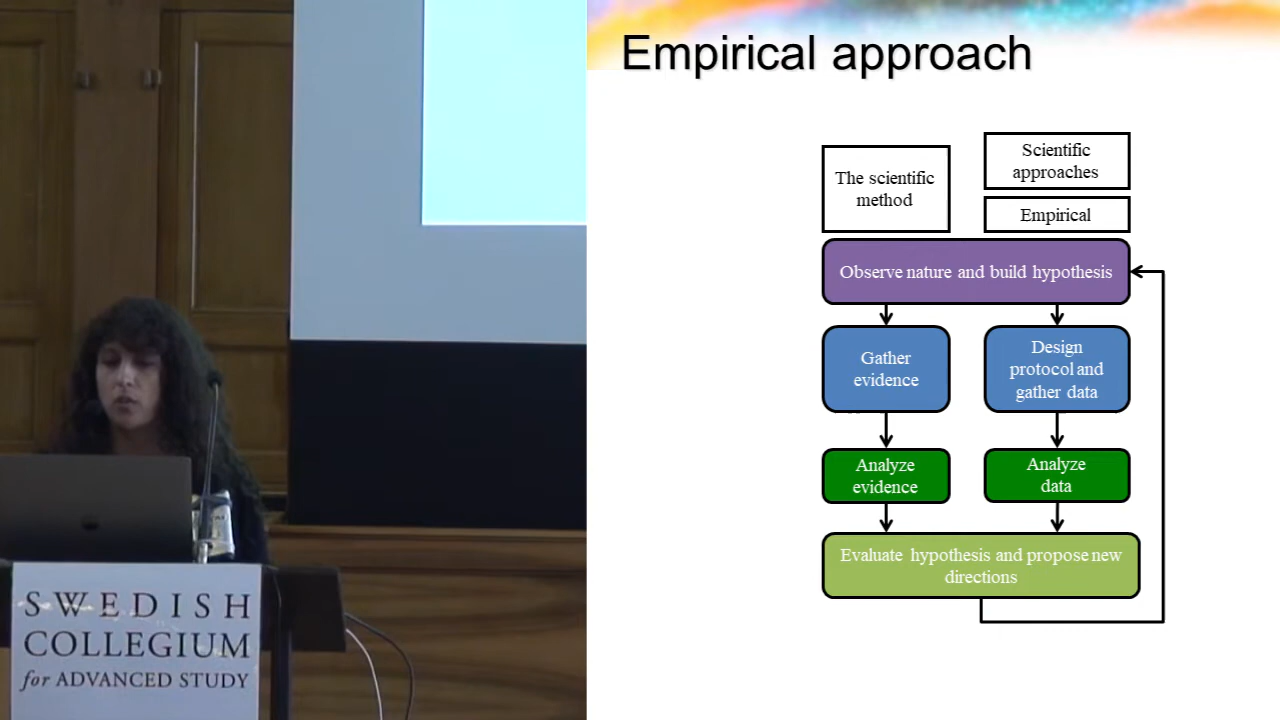 Empirical approach
The scientific
method
Scientific
approaches
Empirical
Observe nature and build hypothesis
Gather
evidence
Design
protocol and
gather data
Analyze
evidence
Analyze
data
Evaluate hypothesis and propose new
directions
SWEDISH
COLLEGIUM
for ADVANCED STUDY